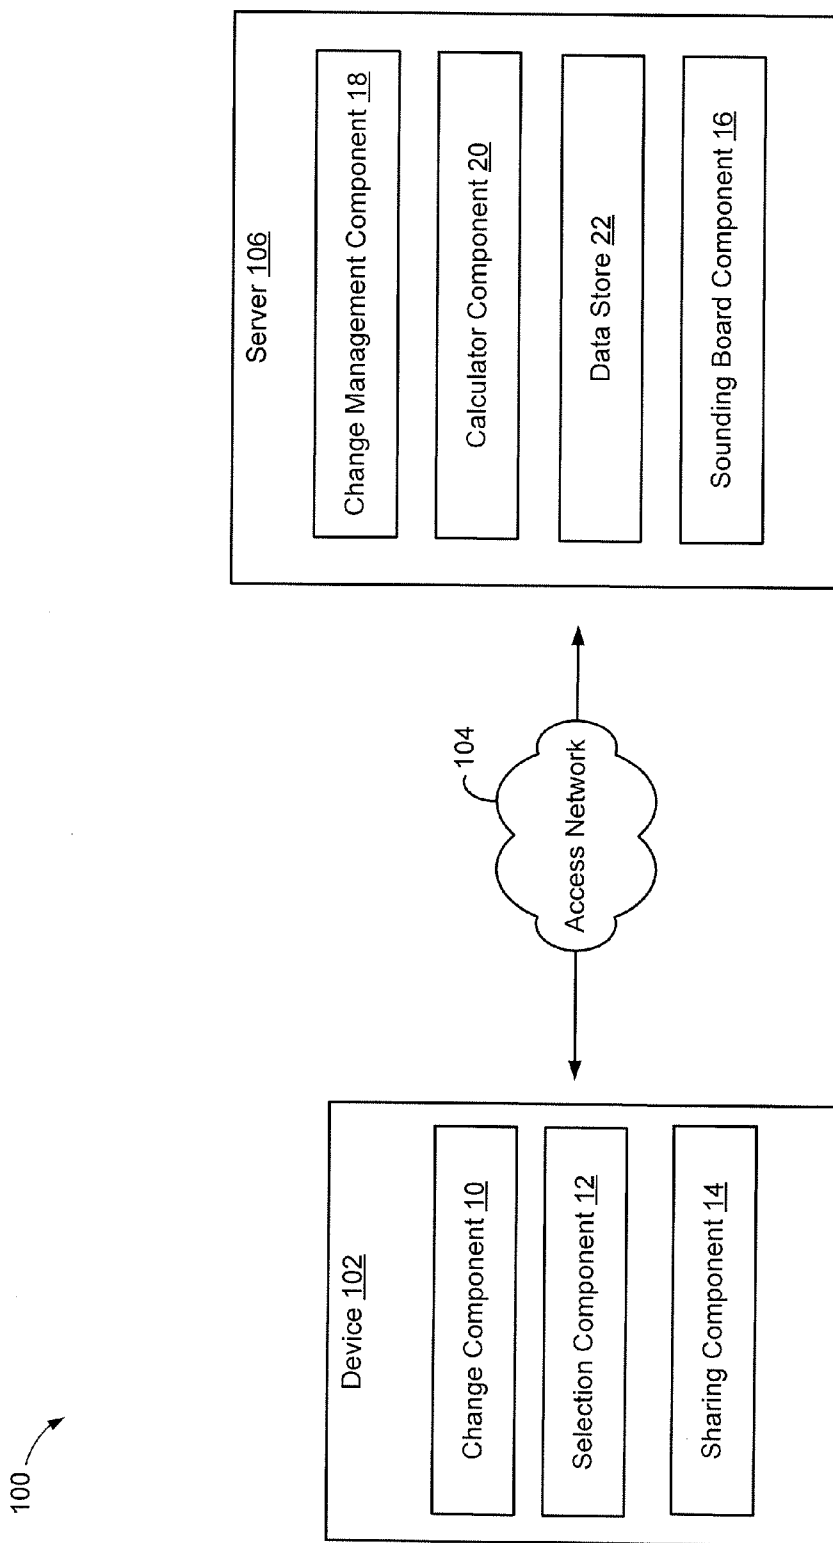 100
Device 102
Change Component 10
Selection Component 12
Sharing Component 14
104
Access Network
Server 106
Change Management Component 18
Calculator Component 20
Data Store 22
Sounding Board Component 16